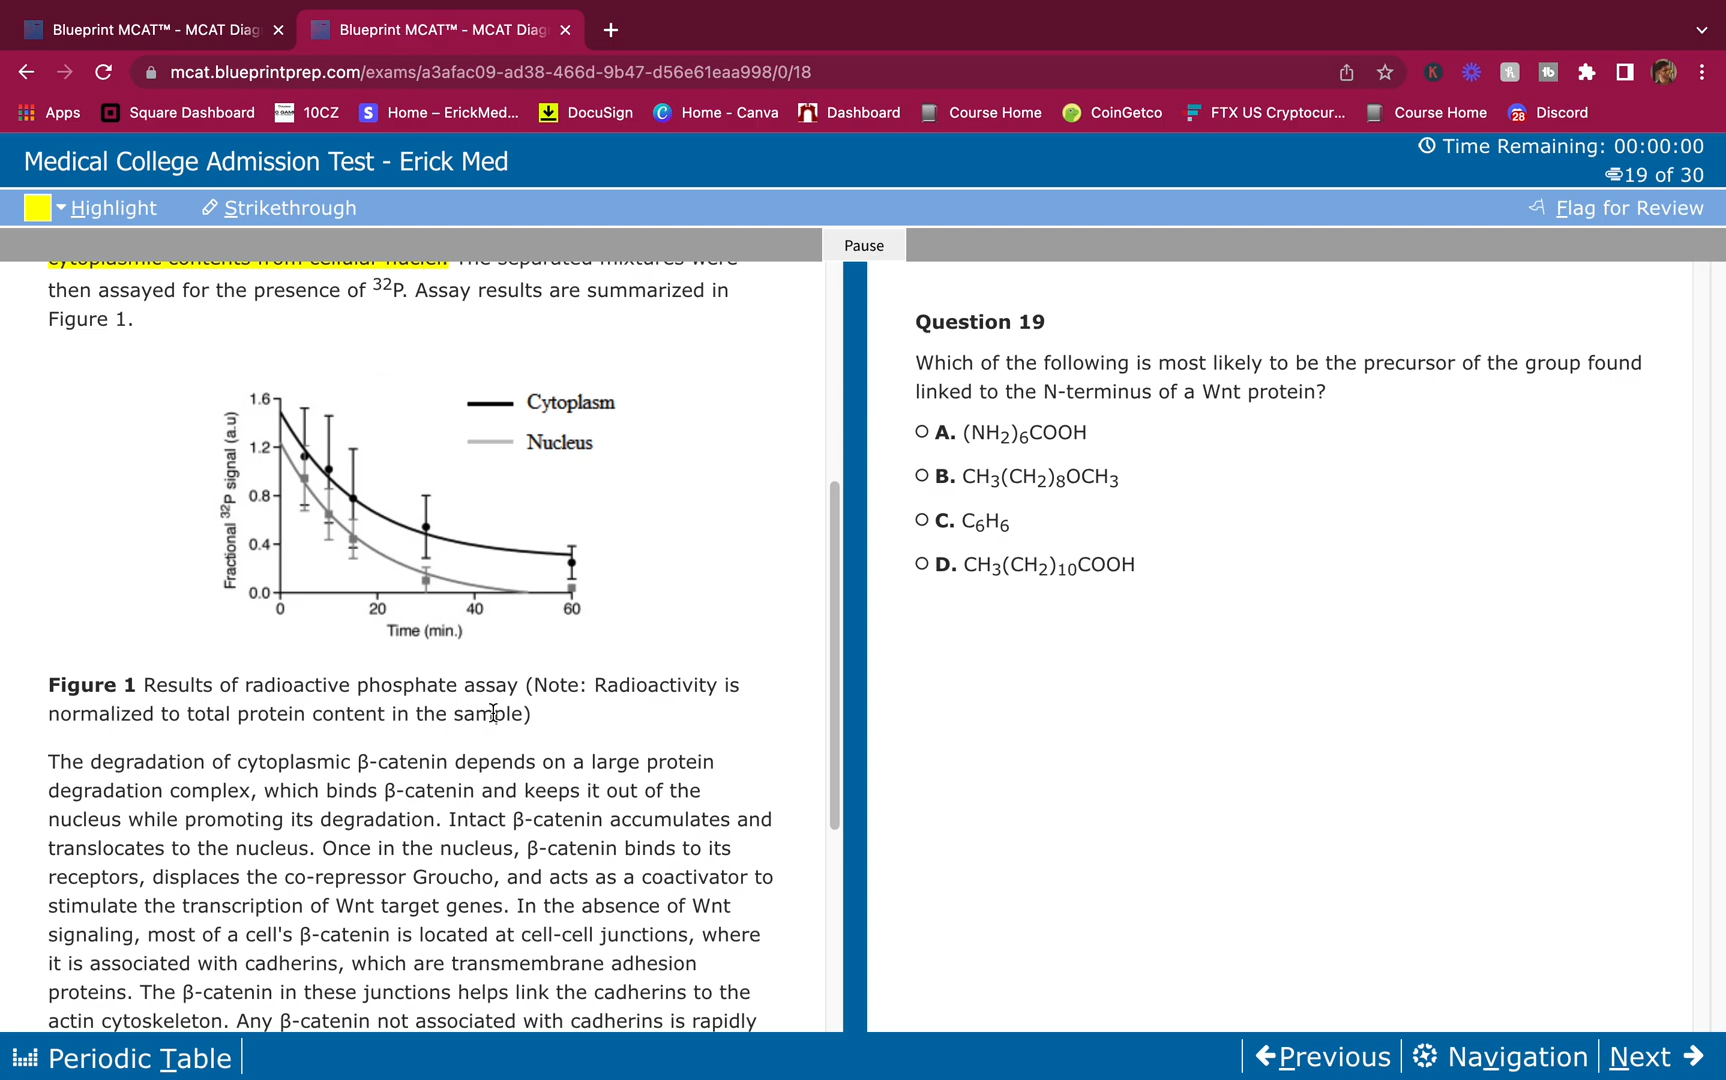 Blueprint MCAT™ - MCAT Diag
Blueprint MCAT™ - MCAT Diag
mcat.blueprintprep.com/exams/a3afac09-ad38-466d-9b47-d56e61eaa998/0/18
Apps
Square Dashboard
10CZ
Home – ErickMed...
DocuSign
Home - Canva
Dashboard
Course Home
CoinGetco
FTX US Cryptocur...
Course Home
28 Discord
Medical College Admission Test - Erick Med
Time Remaining: 00:00:00
19 of 30
Highlight
Strikethrough
Flag for Review
Pause
cytoplasmic contents from cellular nuclei. The separated mixtures were
then assayed for the presence of ³²P. Assay results are summarized in
Figure 1.
Cytoplasm
Nucleus
Fractional ³²P signal (a.u)
1.6
1.2
0.8
0.4
0.0
0 20 40 60
Time (min.)
Figure 1 Results of radioactive phosphate assay (Note: Radioactivity is
normalized to total protein content in the sample)
The degradation of cytoplasmic β-catenin depends on a large protein
degradation complex, which binds β-catenin and keeps it out of the
nucleus while promoting its degradation. Intact β-catenin accumulates and
translocates to the nucleus. Once in the nucleus, β-catenin binds to its
receptors, displaces the co-repressor Groucho, and acts as a coactivator to
stimulate the transcription of Wnt target genes. In the absence of Wnt
signaling, most of a cell's β-catenin is located at cell-cell junctions, where
it is associated with cadherins, which are transmembrane adhesion
proteins. The β-catenin in these junctions helps link the cadherins to the
actin cytoskeleton. Any β-catenin not associated with cadherins is rapidly
Question 19
Which of the following is most likely to be the precursor of the group found
linked to the N-terminus of a Wnt protein?
A. (NH₂)₆COOH
B. CH₃(CH₂)₈OCH₃
C. C₆H₆
D. CH₃(CH₂)₁₀COOH
Periodic Table
Previous
Navigation
Next